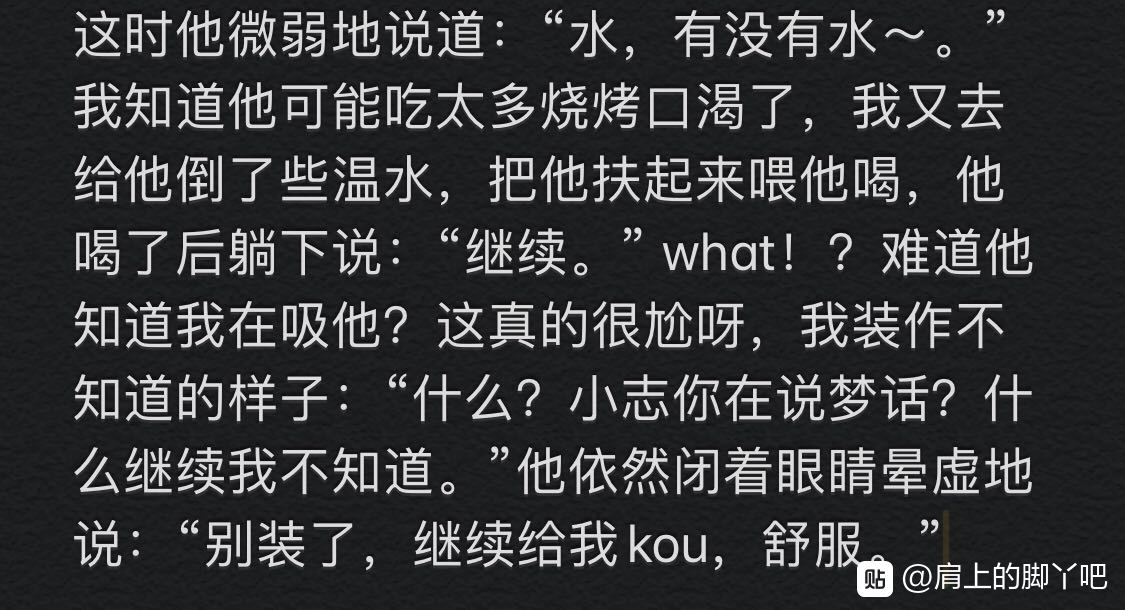 这时他微弱地说道：“水，有没有水～。”
我知道他可能吃太多烧烤口渴了，我又去
给他倒了些温水，把他扶起来喂他喝，他
喝了后躺下说：“继续。” what！？难道他
知道我在吸他？这真的很尬呀，我装作不
知道的样子：“什么？小志你在说梦话？什
么继续我不知道。”他依然闭着眼睛晕虚地
说：“别装了，继续给我kou，舒服。”
贴 @肩上的脚丫吧